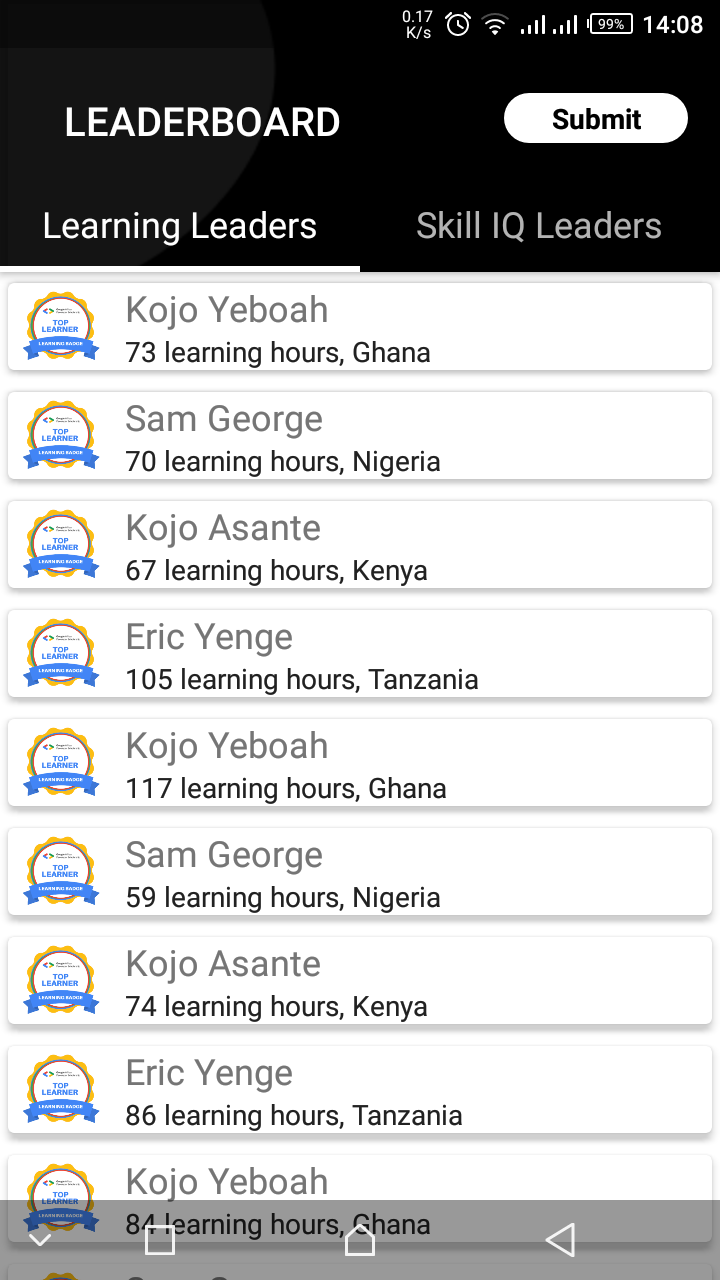 0.17
K/s
99%
14:08
LEADERBOARD
Submit
Learning Leaders
Skill IQ Leaders
TOP
LEARNER
LEARNING BADGE
Kojo Yeboah
73 learning hours, Ghana
TOP
LEARNER
LEARNING BADGE
Sam George
70 learning hours, Nigeria
TOP
LEARNER
LEARNING BADGE
Kojo Asante
67 learning hours, Kenya
TOP
LEARNER
LEARNING BADGE
Eric Yenge
105 learning hours, Tanzania
TOP
LEARNER
LEARNING BADGE
Kojo Yeboah
117 learning hours, Ghana
TOP
LEARNER
LEARNING BADGE
Sam George
59 learning hours, Nigeria
TOP
LEARNER
LEARNING BADGE
Kojo Asante
74 learning hours, Kenya
TOP
LEARNER
LEARNING BADGE
Eric Yenge
86 learning hours, Tanzania
TOP
LEARNER
LEARNING BADGE
Kojo Yeboah
84 learning hours, Ghana